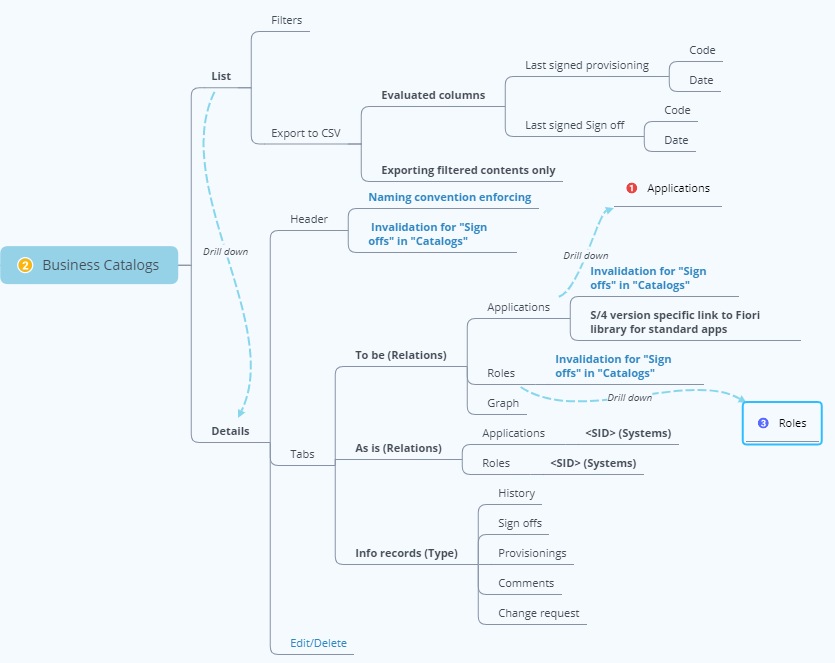 Filters
List
Export to CSV
Evaluated columns
Last signed provisioning
Code
Date
Last signed Sign off
Code
Date
Exporting filtered contents only
2 Business Catalogs
Drill down
Details
Header
Naming convention enforcing
Invalidation for "Sign
offs" in "Catalogs"
Tabs
To be (Relations)
Applications
Drill down
1 Applications
Invalidation for "Sign
offs" in "Catalogs"
S/4 version specific link to Fiori
library for standard apps
Roles
Invalidation for "Sign
offs" in "Catalogs"
Drill down
3 Roles
Graph
As is (Relations)
Applications
<SID> (Systems)
Roles
<SID> (Systems)
Info records (Type)
History
Sign offs
Provisionings
Comments
Change request
Edit/Delete